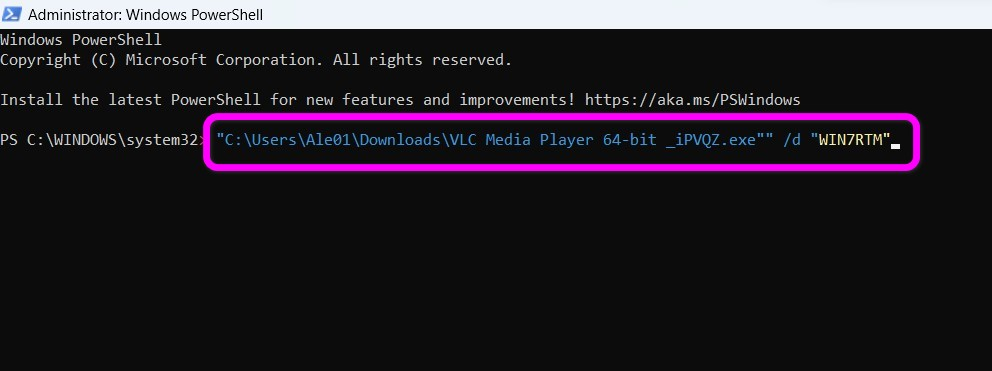 Administrator: Windows PowerShell
Windows PowerShell
Copyright (C) Microsoft Corporation. All rights reserved.
Install the latest PowerShell for new features and improvements! https://aka.ms/PSWindows
PS C:\WINDOWS\system32> "C:\Users\Ale01\Downloads\VLC Media Player 64-bit _iPVQZ.exe"" /d "WIN7RTM"